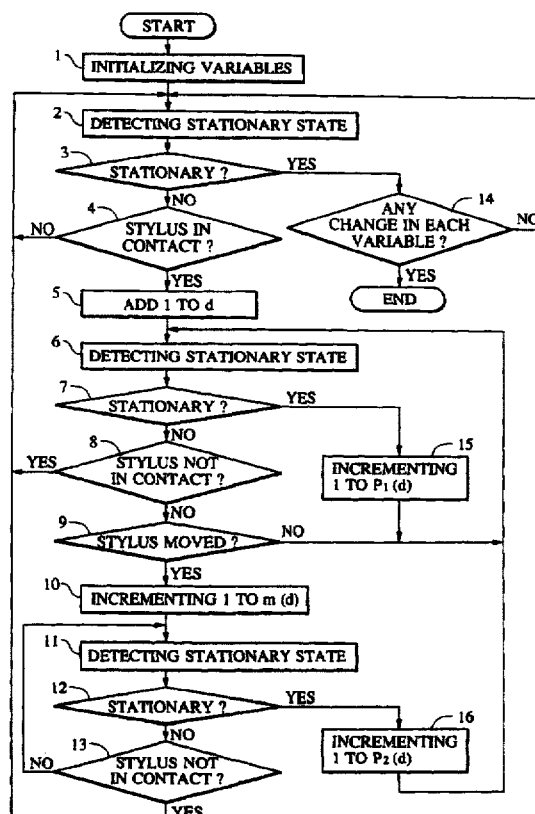 START
1
INITIALIZING VARIABLES
2
DETECTING STATIONARY STATE
3
STATIONARY ?
YES
NO
4
STYLUS IN
CONTACT ?
NO
YES
14
ANY
CHANGE IN EACH
VARIABLE ?
NO
YES
END
5
ADD 1 TO d
6
DETECTING STATIONARY STATE
7
STATIONARY ?
YES
NO
8
STYLUS NOT
IN CONTACT ?
YES
NO
15
INCREMENTING
1 TO P1 (d)
9
STYLUS MOVED ?
NO
YES
10
INCREMENTING 1 TO m (d)
11
DETECTING STATIONARY STATE
12
STATIONARY ?
YES
NO
16
INCREMENTING
1 TO P2 (d)
13
STYLUS NOT
IN CONTACT ?
NO
YES